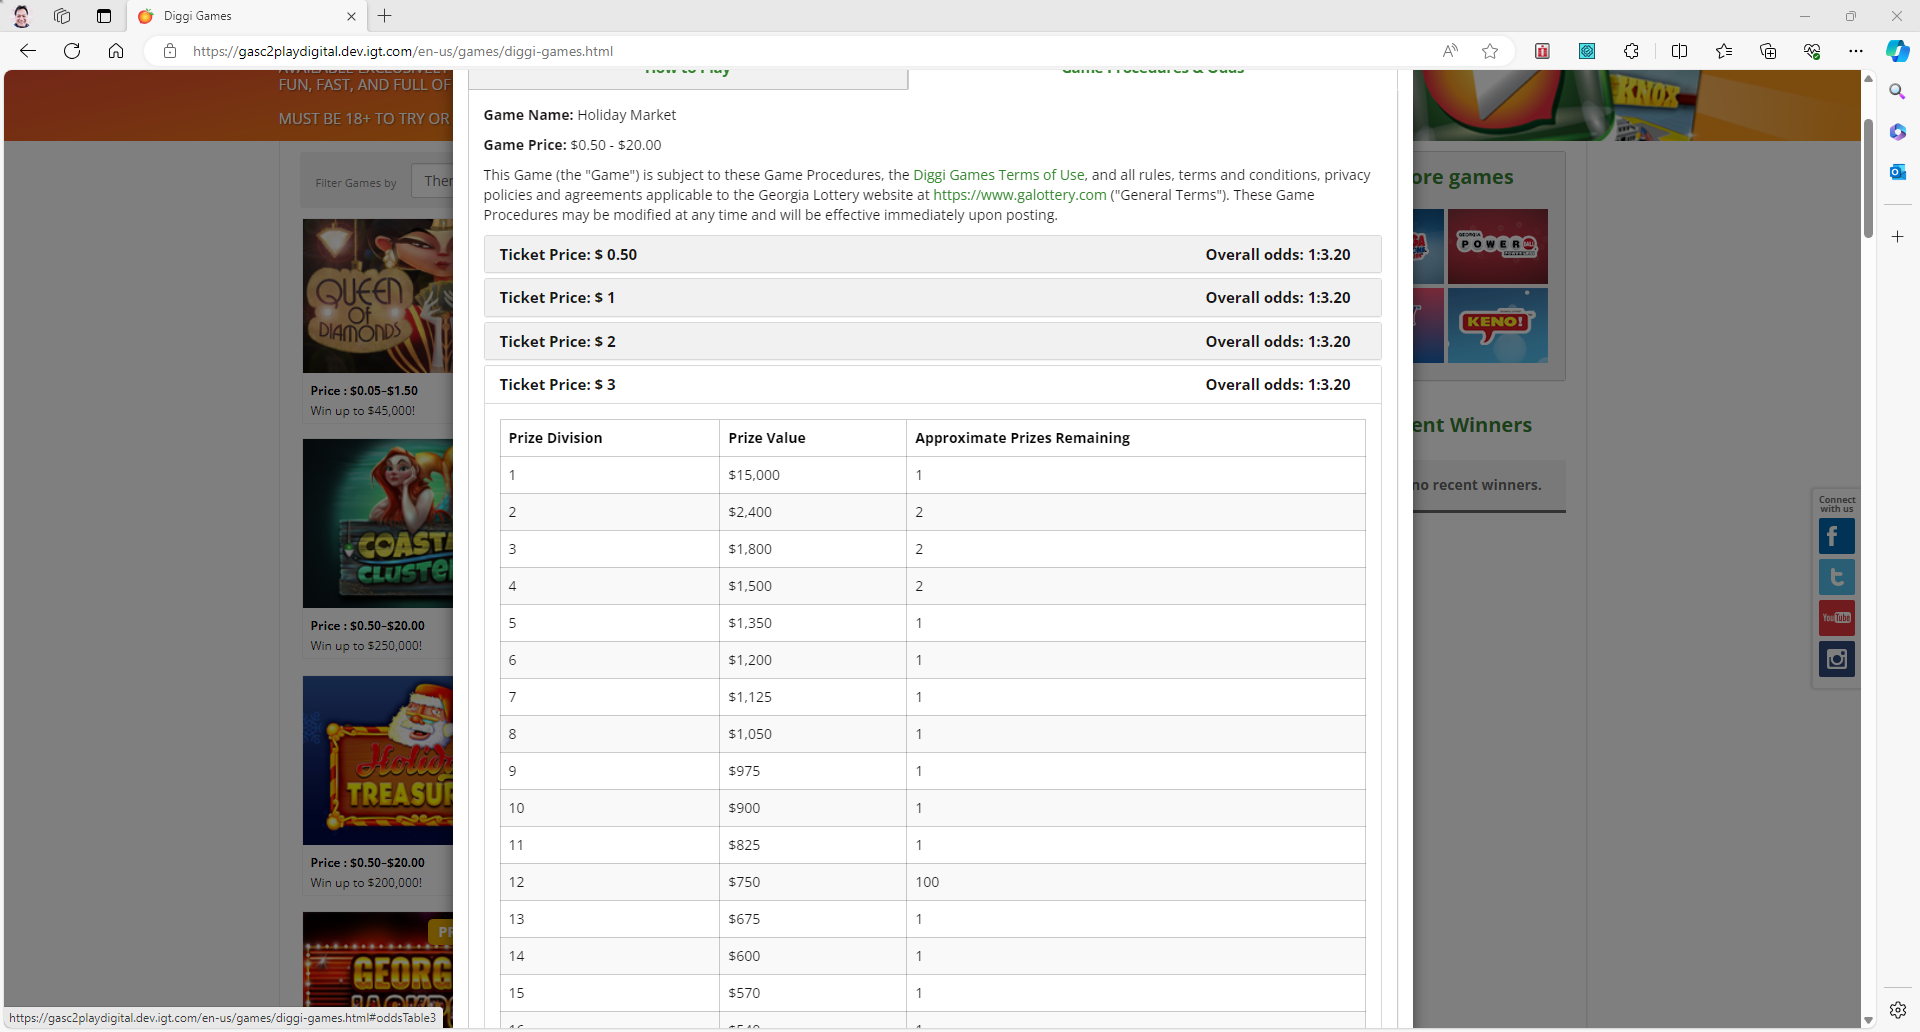 Diggi Games
https://gasc2playdigital.dev.igt.com/en-us/games/diggi-games.html
FUN, FAST, AND FULL OF
MUST BE 18+ TO TRY OR
Filter Games by
QUEEN
OF
DIAMONDS
Price : $0.05-$1.50
Win up to $45,000!
Price : $0.50-$20.00
Win up to $250,000!
Price : $0.50-$20.00
Win up to $200,000!
How to Play
Game Procedures & Odds
Game Name: Holiday Market
Game Price: $0.50 - $20.00
This Game (the "Game") is subject to these Game Procedures, the Diggi Games Terms of Use, and all rules, terms and conditions, privacy
policies and agreements applicable to the Georgia Lottery website at https://www.galottery.com ("General Terms"). These Game
Procedures may be modified at any time and will be effective immediately upon posting.
Ticket Price: $ 0.50 Overall odds: 1:3.20
Ticket Price: $ 1 Overall odds: 1:3.20
Ticket Price: $ 2 Overall odds: 1:3.20
Ticket Price: $ 3 Overall odds: 1:3.20
Prize Division Prize Value Approximate Prizes Remaining
1 $15,000 1
2 $2,400 2
3 $1,800 2
4 $1,500 2
5 $1,350 1
6 $1,200 1
7 $1,125 1
8 $1,050 1
9 $975 1
10 $900 1
11 $825 1
12 $750 100
13 $675 1
14 $600 1
15 $570 1
KNOX
ore games
GEORGIA
POWERBALL
KENO!
ent Winners
no recent winners.
Connect
with us
YouTube
https://gasc2playdigital.dev.igt.com/en-us/games/diggi-games.html#oddsTable3